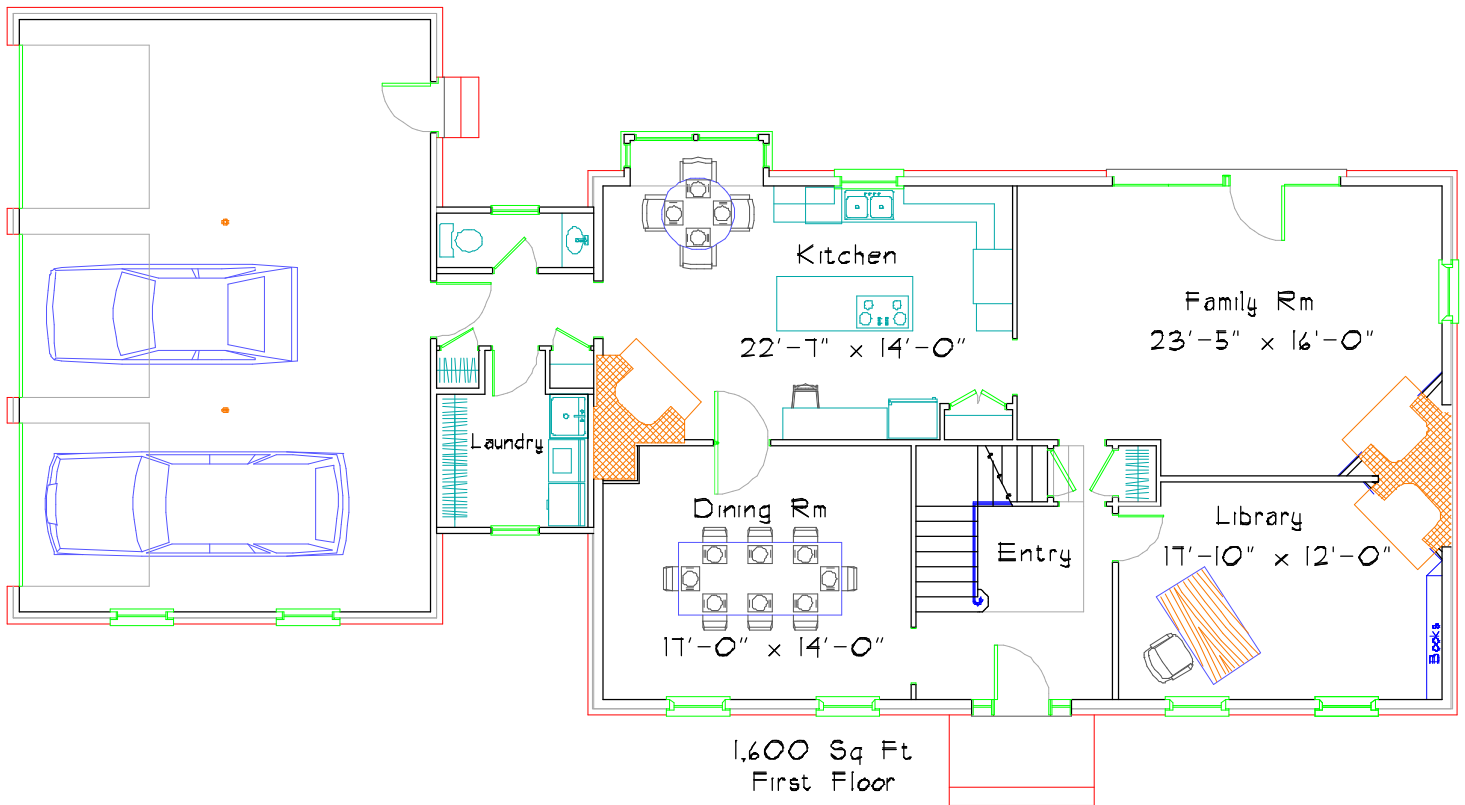 Kitchen
22'-7" x 14'-0"
Family Rm
23'-5" x 16'-0"
Laundry
Dining Rm
17'-0" x 14'-0"
Entry
Library
17'-10" x 12'-0"
Books
1,600 Sq Ft
First Floor